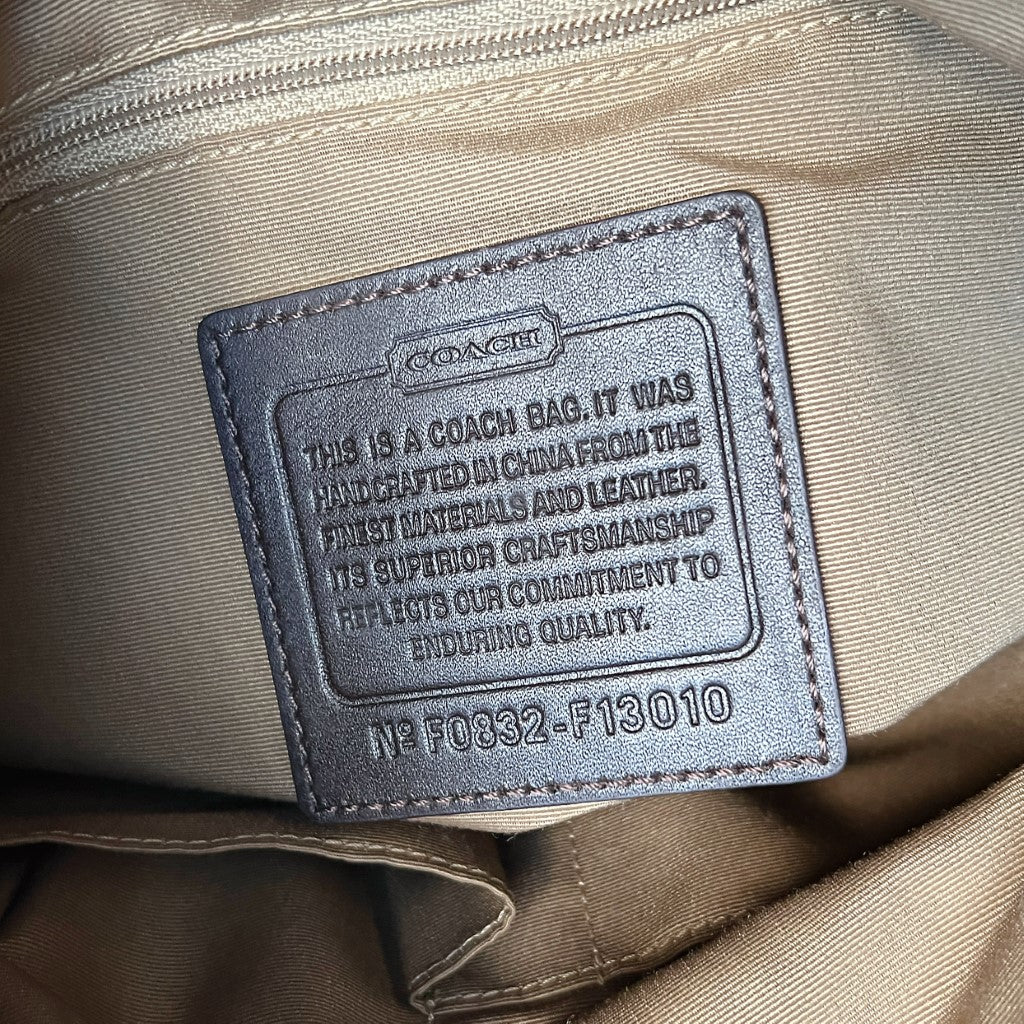 COACH
THIS IS A COACH BAG. IT WAS
HANDCRAFTED IN CHINA FROM THE
FINEST MATERIALS AND LEATHER.
ITS SUPERIOR CRAFTSMANSHIP
REFLECTS OUR COMMITMENT TO
ENDURING QUALITY.
Nº F0832-F13010